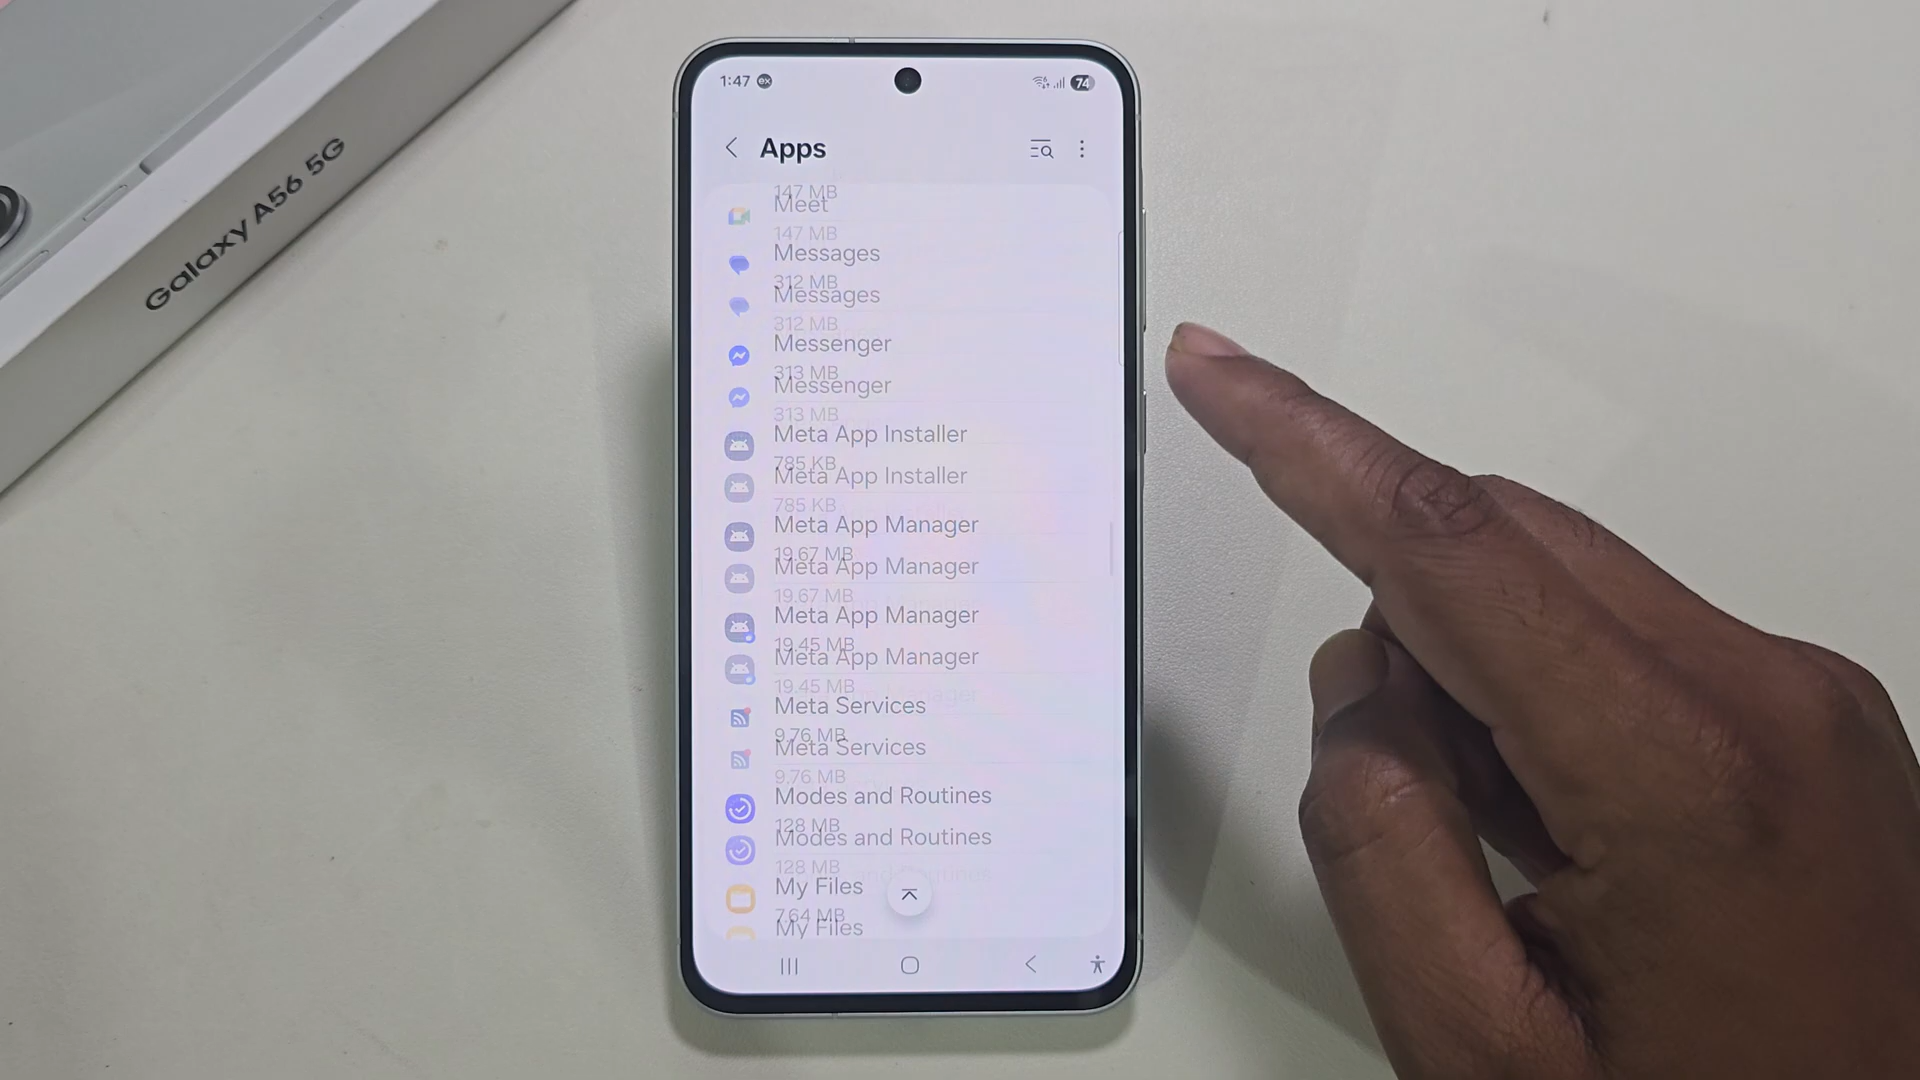 Galaxy A56 5G
1:47
74
Apps
147 MB
Meet
147 MB
Messages
312 MB
Messages
312 MB
Messenger
313 MB
Messenger
313 MB
Meta App Installer
785 KB
Meta App Installer
785 KB
Meta App Manager
19.67 MB
Meta App Manager
19.67 MB
Meta App Manager
19.45 MB
Meta App Manager
19.45 MB
Meta Services
9.76 MB
Meta Services
9.76 MB
Modes and Routines
128 MB
Modes and Routines
128 MB
My Files
7.64 MB
My Files